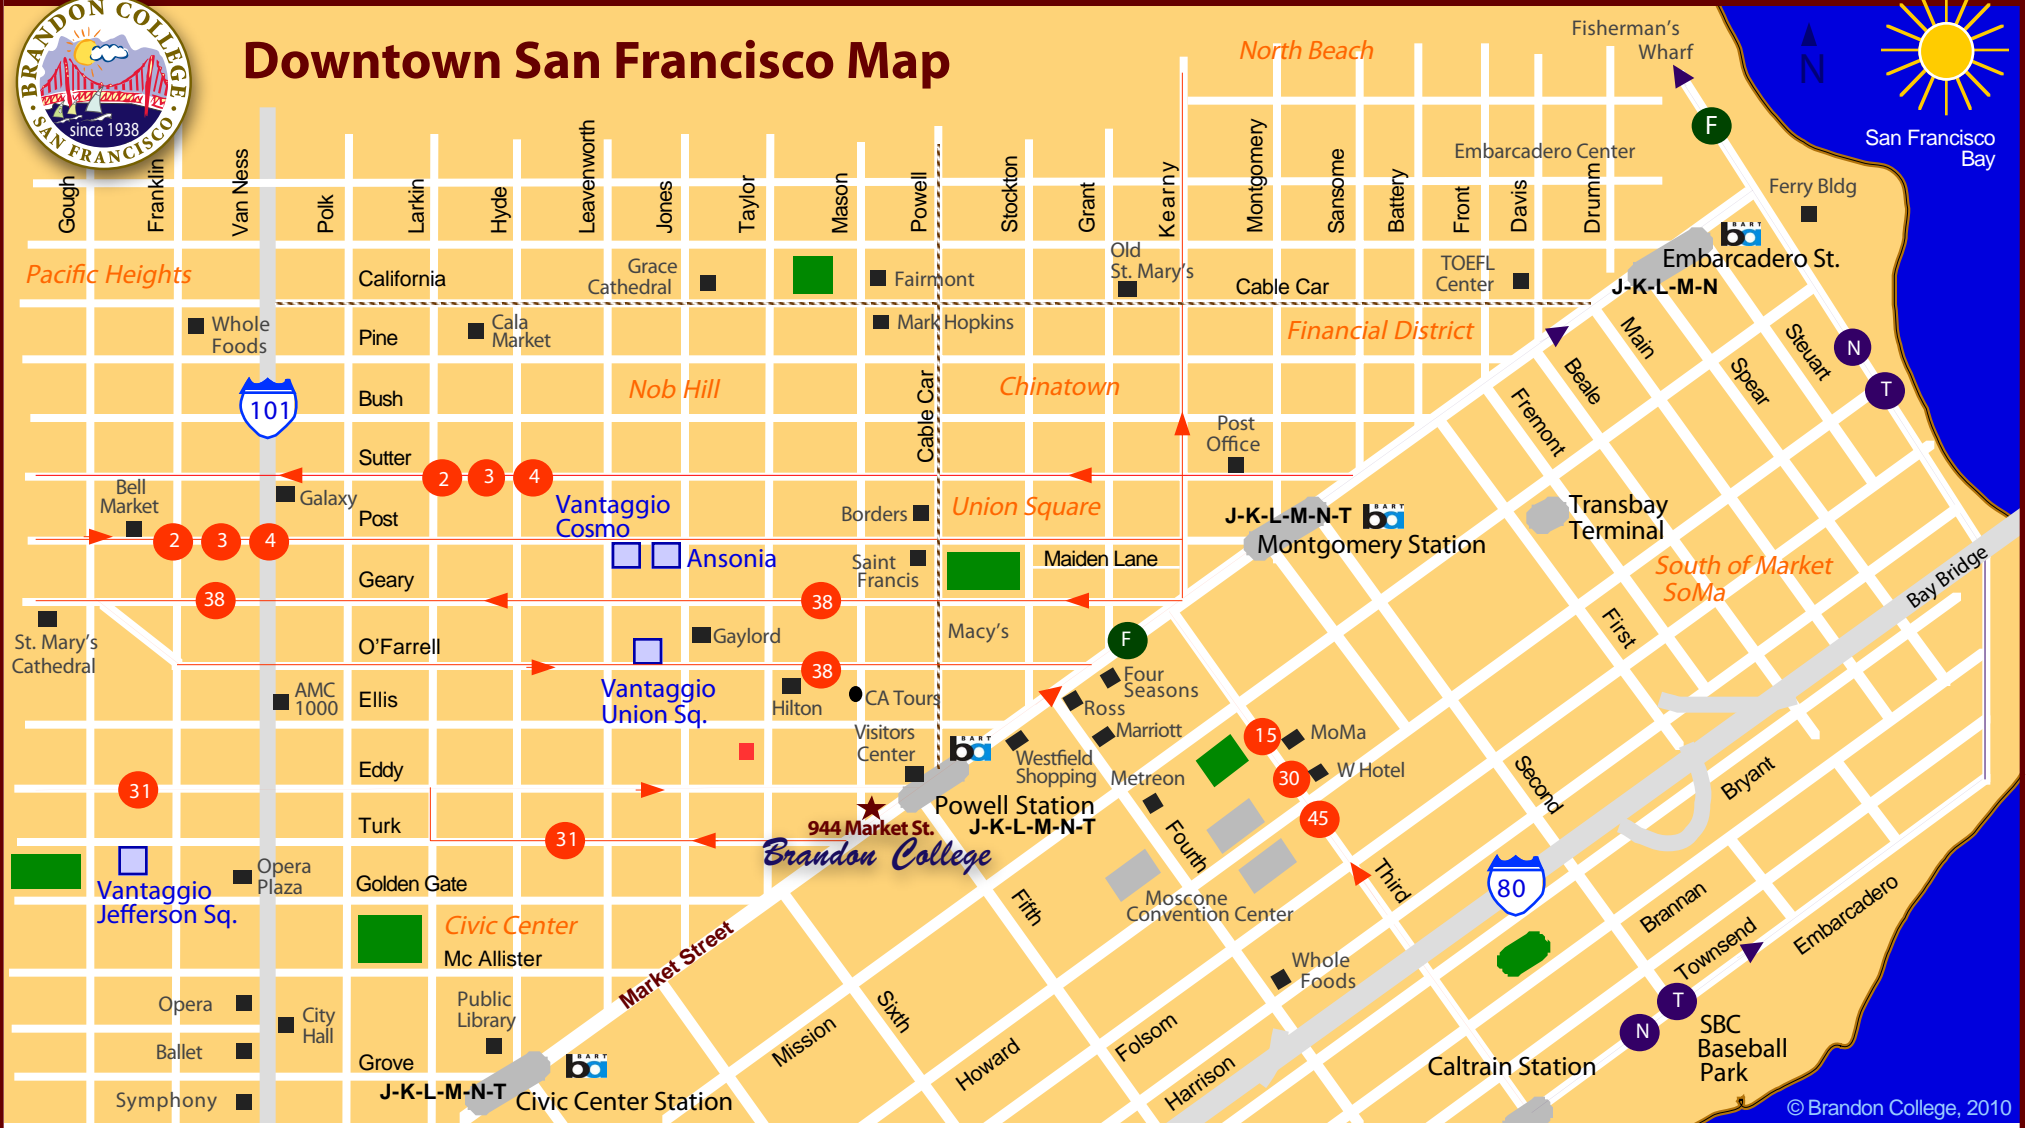 BRANDON COLLEGE
SAN FRANCISCO
since 1938
Downtown San Francisco Map
North Beach
Fisherman's
Wharf
N
San Francisco
Bay
F
Embarcadero Center
Ferry Bldg
Gough
Franklin
Van Ness
Polk
Larkin
Hyde
Leavenworth
Jones
Taylor
Mason
Powell
Stockton
Grant
Kearny
Montgomery
Sansome
Battery
Front
Davis
Drumm
BART
ba
Embarcadero St.
J-K-L-M-N
Pacific Heights
California
Grace
Cathedral
Fairmont
Old
St. Mary's
Cable Car
TOEFL
Center
Whole
Foods
Pine
Cala
Market
Mark Hopkins
Financial District
Main
Beale
Spear
Steuart
Fremont
N
T
101
Bush
Nob Hill
Cable Car
Chinatown
Post
Office
Sutter
2
3
4
Bell
Market
Galaxy
Post
Vantaggio
Cosmo
Borders
Union Square
J-K-L-M-N-T
BART
ba
Montgomery Station
Transbay
Terminal
2
3
4
Ansonia
Saint
Francis
Maiden Lane
Geary
South of Market
SoMa
Bay Bridge
38
38
First
St. Mary's
Cathedral
O'Farrell
Gaylord
Macy's
F
38
AMC
1000
Ellis
Vantaggio
Union Sq.
Hilton
CA Tours
Four
Seasons
Ross
Marriott
Visitors
Center
BART
ba
Westfield
Shopping
Metreon
15
MoMa
30
W Hotel
45
Second
Bryant
31
Eddy
Powell Station
J-K-L-M-N-T
Turk
31
944 Market St.
Brandon College
Fourth
Third
80
Vantaggio
Jefferson Sq.
Opera
Plaza
Golden Gate
Fifth
Moscone
Convention Center
Brannan
Townsend
Embarcadero
Civic Center
Mc Allister
Market Street
Whole
Foods
Opera
City
Hall
Public
Library
Sixth
Mission
Howard
Folsom
Harrison
T
N
SBC
Baseball
Park
Ballet
Grove
J-K-L-M-N-T
BART
ba
Civic Center Station
Caltrain Station
Symphony
© Brandon College, 2010